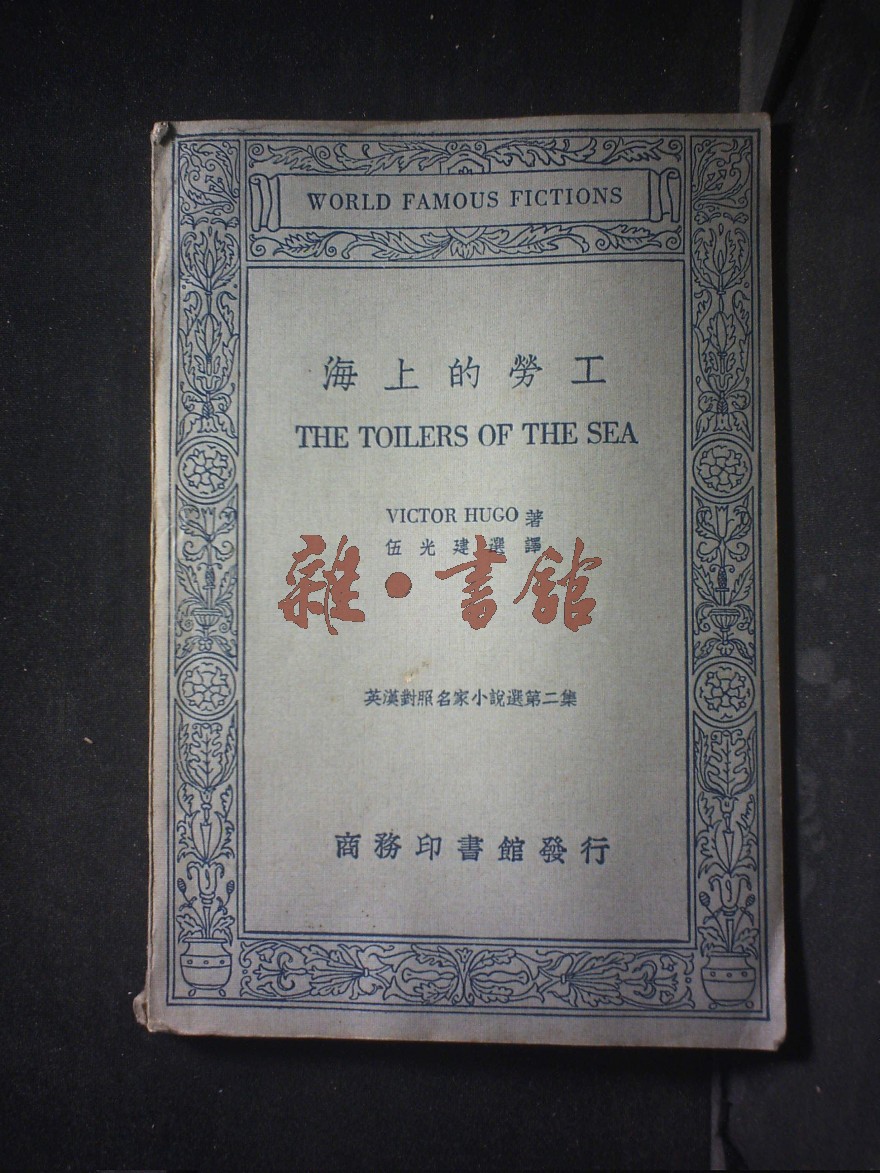 WORLD FAMOUS FICTIONS
海上的勞工
THE TOILERS OF THE SEA
VICTOR HUGO 著
伍光建選譯
雜·書館
英漢對照名家小說選第二集
商務印書館發行